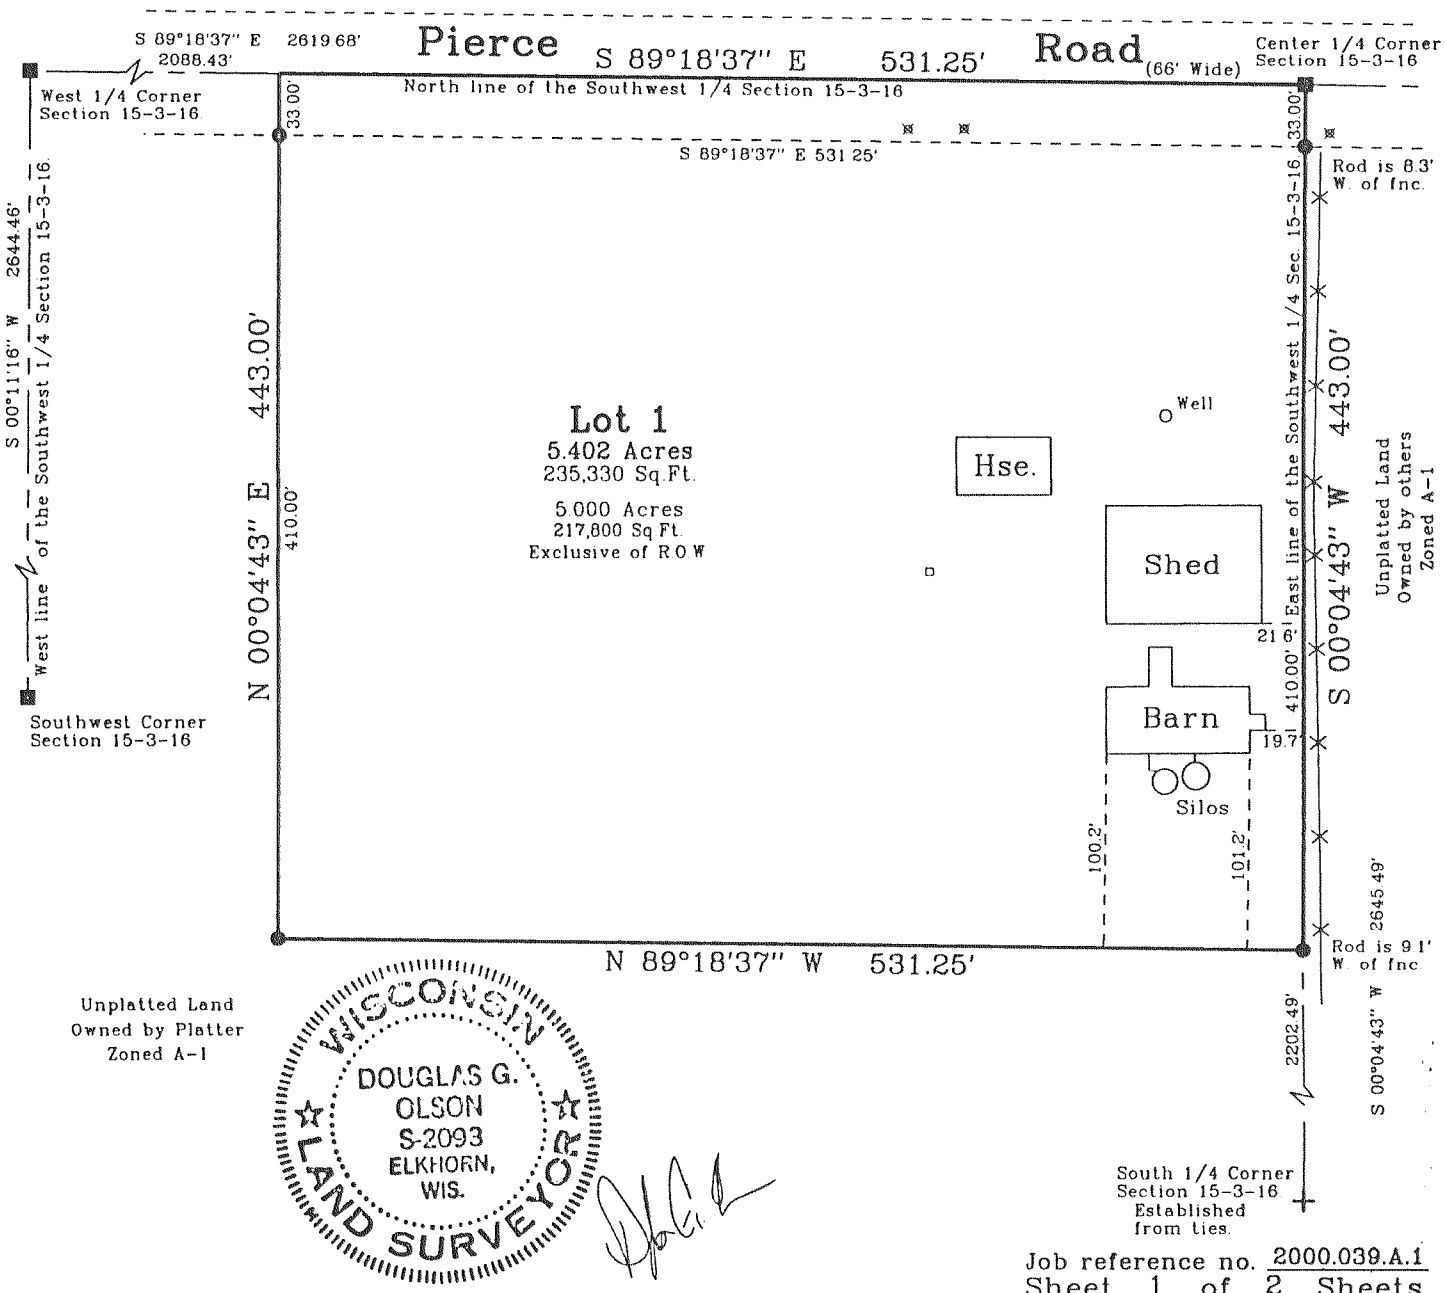 S 89°18'37" E 2619.68'
2088.43'
Pierce S 89°18'37" E 531.25' Road
(66' Wide)
Center 1/4 Corner
Section 15-3-16
West 1/4 Corner
Section 15-3-16
North line of the Southwest 1/4 Section 15-3-16
33.00'
33.00'
S 89°18'37" E 531 25'
Rod is 8.3'
W. of fnc.
S 00°11'16" W 2644.46'
West line of the Southwest 1/4 Section 15-3-16.
N 00°04'43" E 443.00'
410.00'
Lot 1
5.402 Acres
235,330 Sq.Ft.
5.000 Acres
217,800 Sq.Ft.
Exclusive of R O W
Well
Hse.
Shed
21 6'
Barn
19.7'
Silos
100.2'
101.2'
410.00' East line of the Southwest 1/4 Sec. 15-3-16.
S 00°04'43" W 443.00'
Unplatted Land
Owned by others
Zoned A-1
Southwest Corner
Section 15-3-16
N 89°18'37" W 531.25'
Rod is 9 1'
W. of fnc
S 00°04'43" W 2645.49'
2202.49'
Unplatted Land
Owned by Platter
Zoned A-1
WISCONSIN
DOUGLAS G.
OLSON
S-2093
ELKHORN,
WIS.
LAND SURVEYOR
South 1/4 Corner
Section 15-3-16
Established
from ties.
Job reference no. 2000.039.A.1
Sheet 1 of 2 Sheets